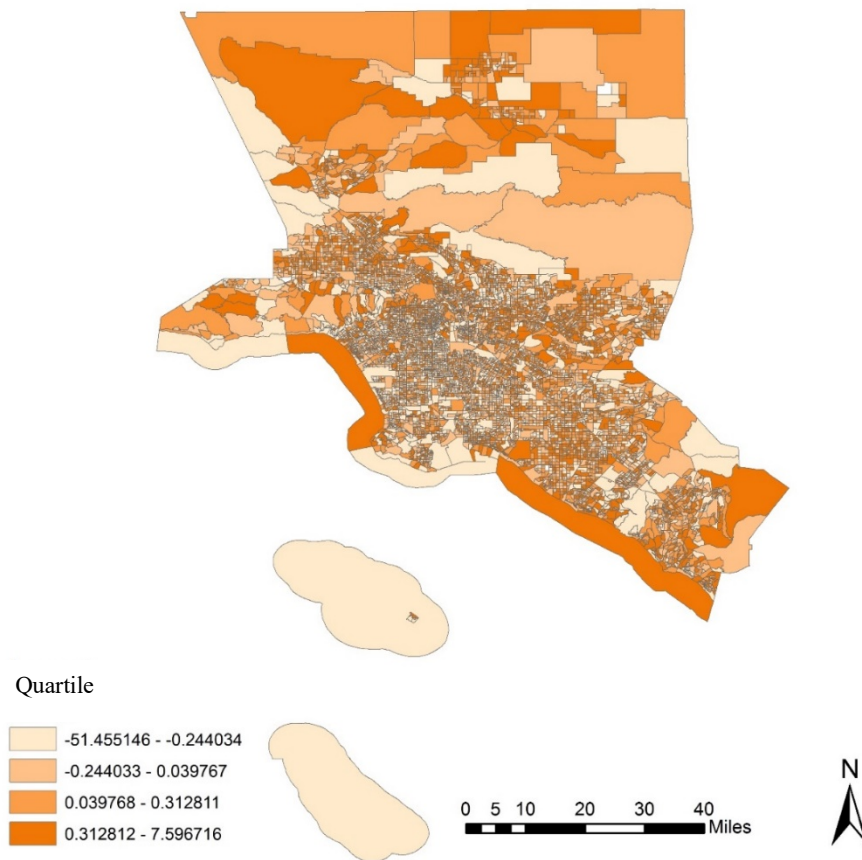 Quartile
-51.455146 - -0.244034
-0.244033 - 0.039767
0.039768 - 0.312811
0.312812 - 7.596716
0 5 10 20 30 40
Miles
N